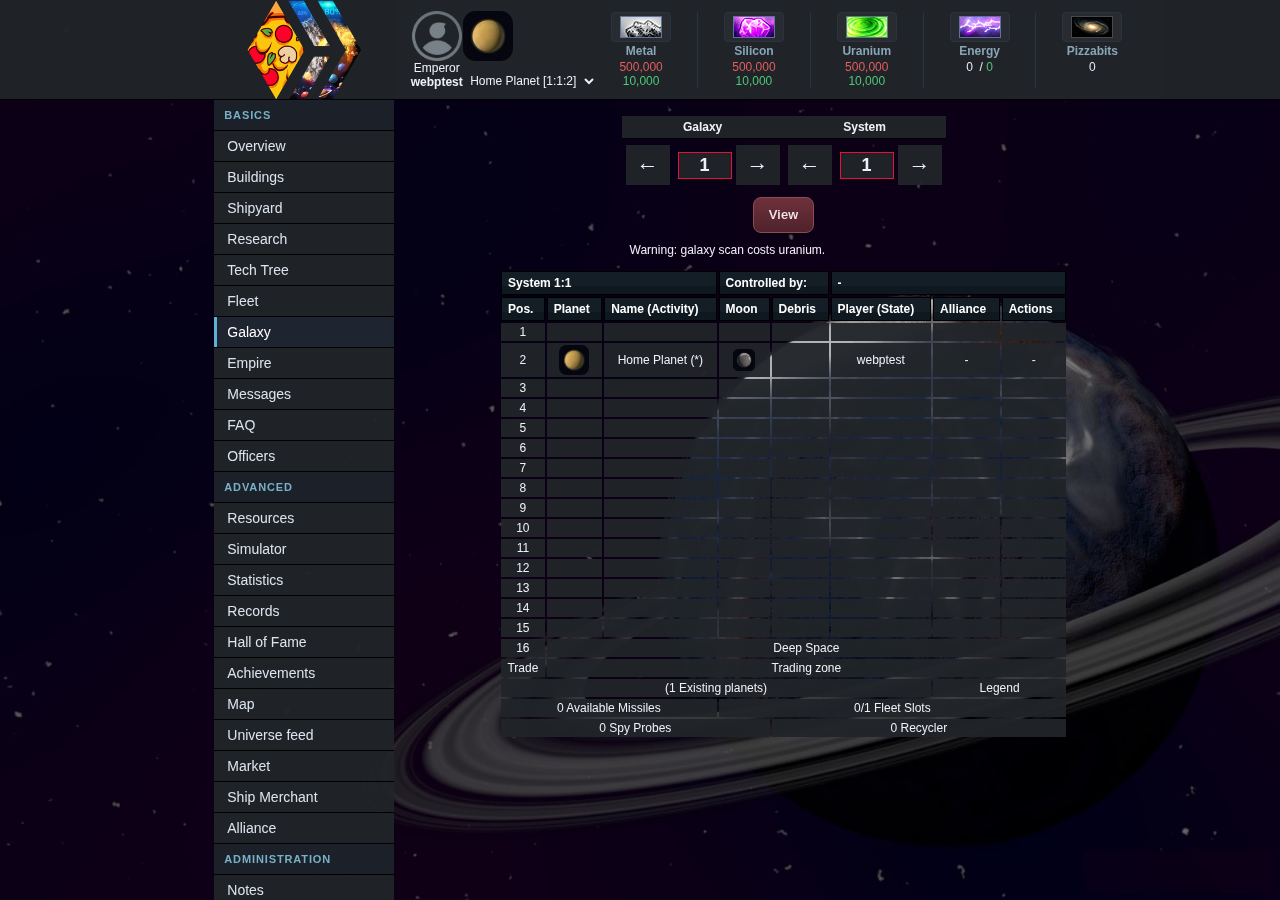 Emperor
webptest
Home Planet [1:1:2]
Metal
500,000
10,000
Silicon
500,000
10,000
Uranium
500,000
10,000
Energy
0 / 0
Pizzabits
0
BASICS
Overview
Buildings
Shipyard
Research
Tech Tree
Fleet
Galaxy
Empire
Messages
FAQ
Officers
ADVANCED
Resources
Simulator
Statistics
Records
Hall of Fame
Achievements
Map
Universe feed
Market
Ship Merchant
Alliance
ADMINISTRATION
Notes
Galaxy System
← 1 → ← 1 →
View
Warning: galaxy scan costs uranium.
System 1:1 Controlled by: -
Pos. Planet Name (Activity) Moon Debris Player (State) Alliance Actions
1
2 Home Planet (*) webptest - -
3
4
5
6
7
8
9
10
11
12
13
14
15
16 Deep Space
Trade Trading zone
(1 Existing planets) Legend
0 Available Missiles 0/1 Fleet Slots
0 Spy Probes 0 Recycler